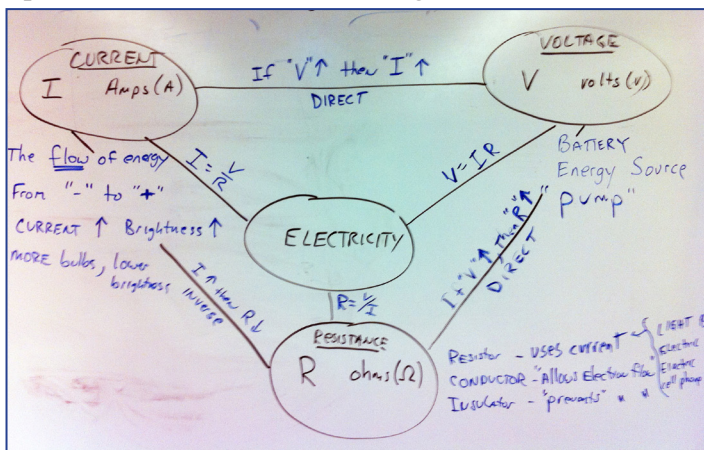 CURRENT
I Amps (A)
If "V" ↑ then "I" ↑
DIRECT
VOLTAGE
V volts (v)
The flow of energy
From "-" to "+"
CURRENT ↑ Brightness ↑
MORE bulbs, lower
brightness
I = V/R
V = IR
BATTERY
Energy Source
"pump"
ELECTRICITY
I ↑ then R ↓
inverse
R = V/I
If "V" ↑, then "R" ↑
DIRECT
RESISTANCE
R ohms (Ω)
Resistor - uses current
CONDUCTOR - "Allows Electron flow"
Insulator - "prevents" " "
LIGHT
Electric
Electric
cell phone